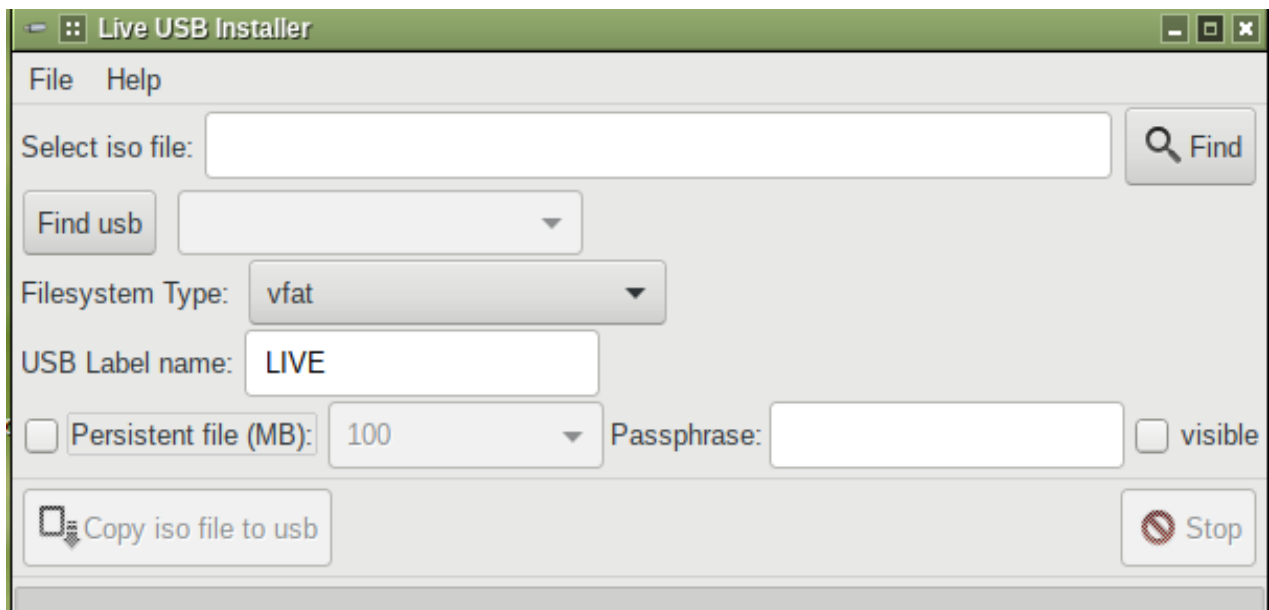 Live USB Installer
File Help
Select iso file: Find
Find usb
Filesystem Type: vfat
USB Label name: LIVE
Persistent file (MB): 100 Passphrase: visible
Copy iso file to usb Stop